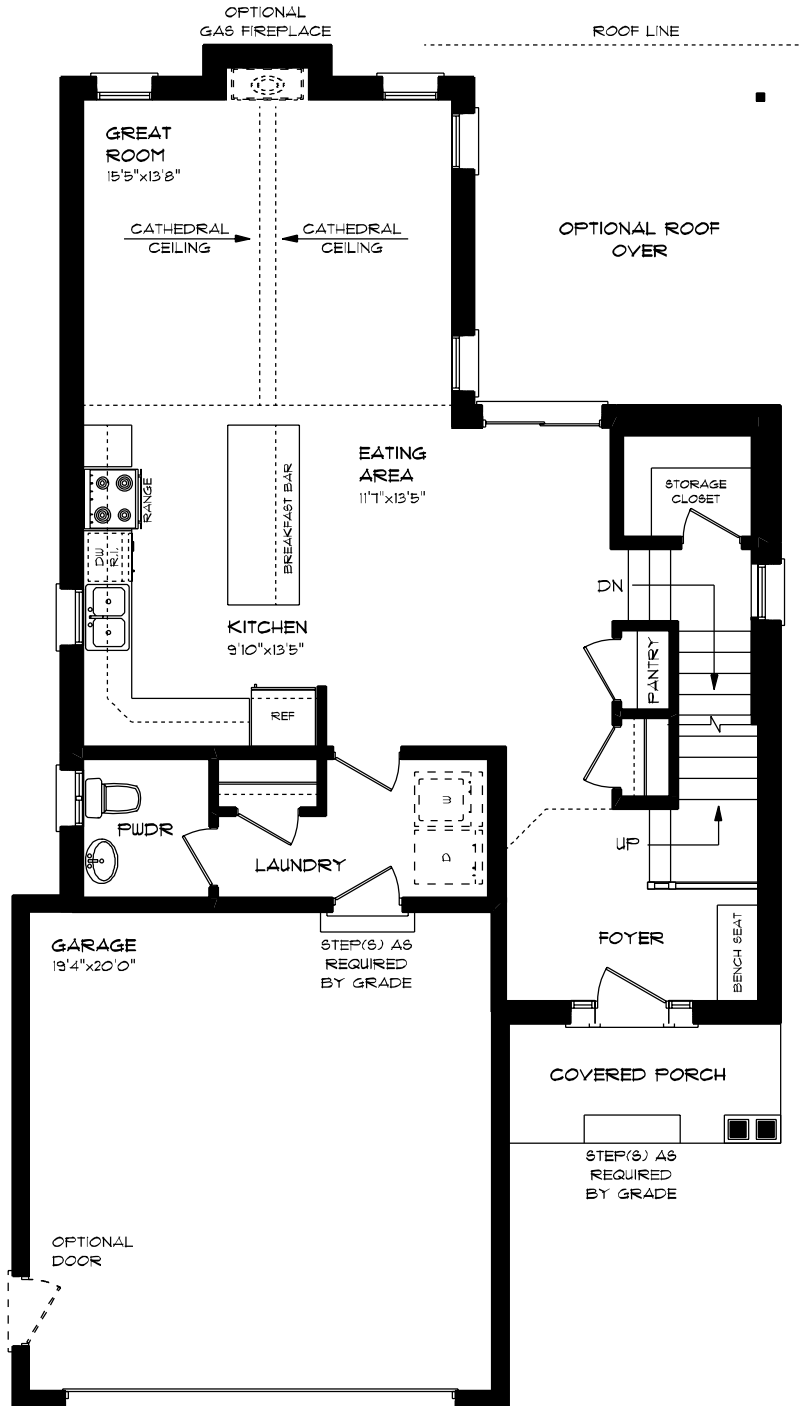 OPTIONAL
GAS FIREPLACE
ROOF LINE
GREAT
ROOM
15'5"x13'8"
CATHEDRAL
CEILING
CATHEDRAL
CEILING
OPTIONAL ROOF
OVER
EATING
AREA
11'7"x13'5"
RANGE
BREAKFAST BAR
STORAGE
CLOSET
DW
R.I.
DN
KITCHEN
9'10"x13'5"
PANTRY
REF
PWDR
LAUNDRY
W
D
UP
GARAGE
19'4"x20'0"
STEP(S) AS
REQUIRED
BY GRADE
FOYER
BENCH SEAT
COVERED PORCH
STEP(S) AS
REQUIRED
BY GRADE
OPTIONAL
DOOR